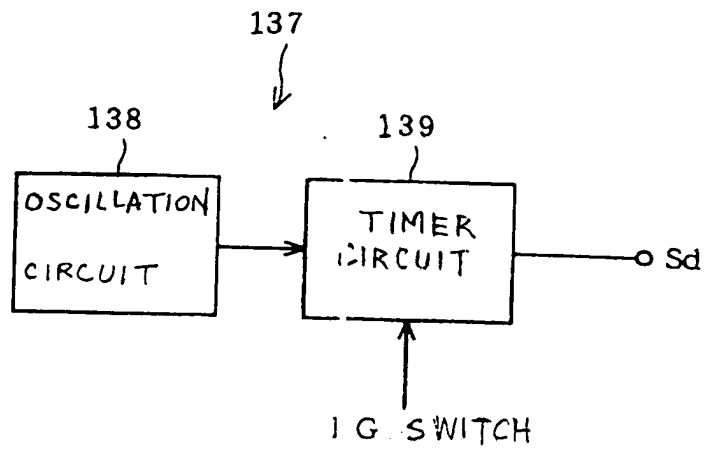 137
138
139
OSCILLATION
CIRCUIT
TIMER
CIRCUIT
Sd
IG SWITCH